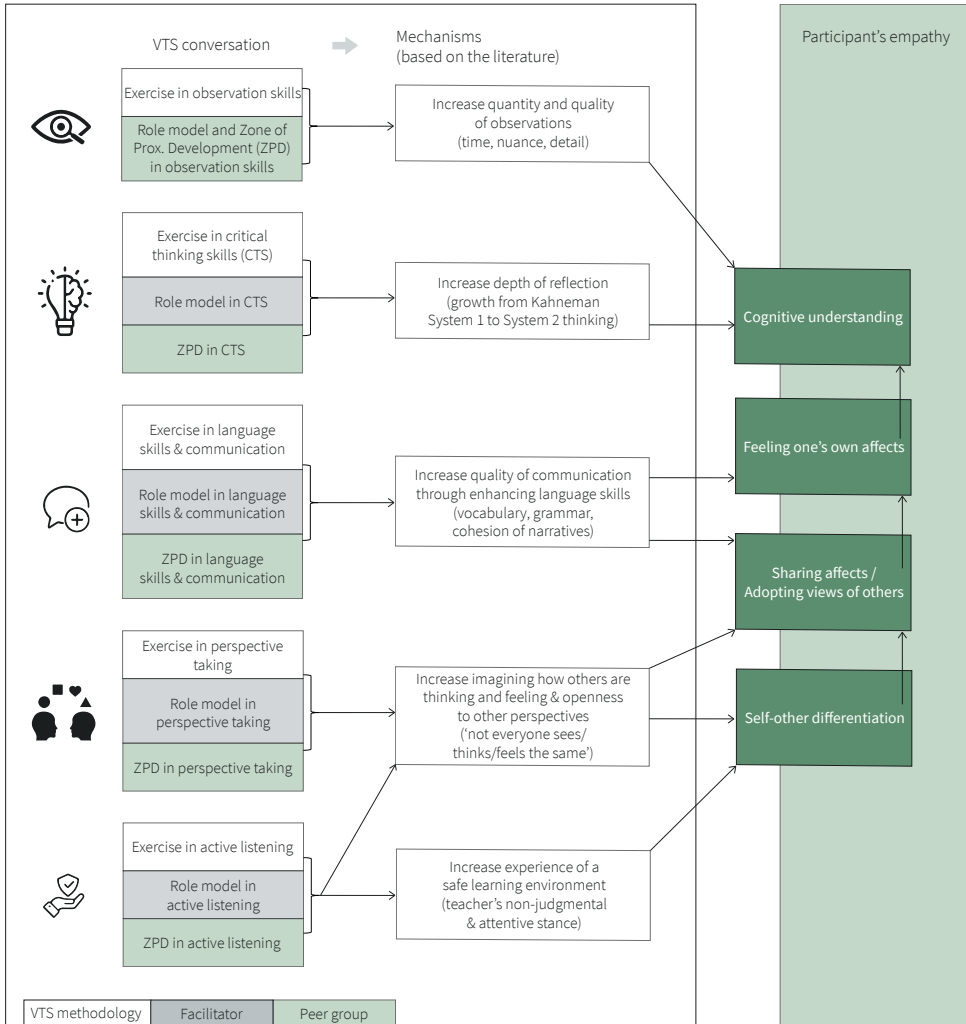 VTS conversation
Mechanisms
(based on the literature)
Participant's empathy
Exercise in observation skills
Role model and Zone of
Prox. Development (ZPD)
in observation skills
Increase quantity and quality
of observations
(time, nuance, detail)
Exercise in critical
thinking skills (CTS)
Role model in CTS
ZPD in CTS
Increase depth of reflection
(growth from Kahneman
System 1 to System 2 thinking)
Cognitive understanding
Exercise in language
skills & communication
Role model in language
skills & communication
ZPD in language
skills & communication
Increase quality of communication
through enhancing language skills
(vocabulary, grammar,
cohesion of narratives)
Feeling one's own affects
Sharing affects /
Adopting views of others
Exercise in perspective
taking
Role model in
perspective taking
ZPD in perspective taking
Increase imagining how others are
thinking and feeling & openness
to other perspectives
('not everyone sees/
thinks/feels the same')
Self-other differentiation
Exercise in active listening
Role model in
active listening
ZPD in active listening
Increase experience of a
safe learning environment
(teacher's non-judgmental
& attentive stance)
VTS methodology
Facilitator
Peer group